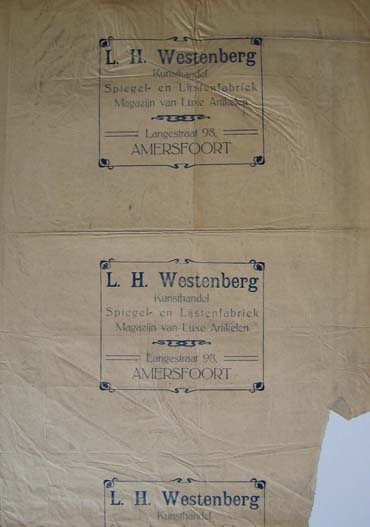 L. H. Westenberg
Kunsthandel
Spiegel- en Lijstenfabriek
Magazijn van Luxe Artikelen
Langestraat 98,
AMERSFOORT
L. H. Westenberg
Kunsthandel
Spiegel- en Lijstenfabriek
Magazijn van Luxe Artikelen
Langestraat 98,
AMERSFOORT
L. H. Westenberg
Kunsthandel